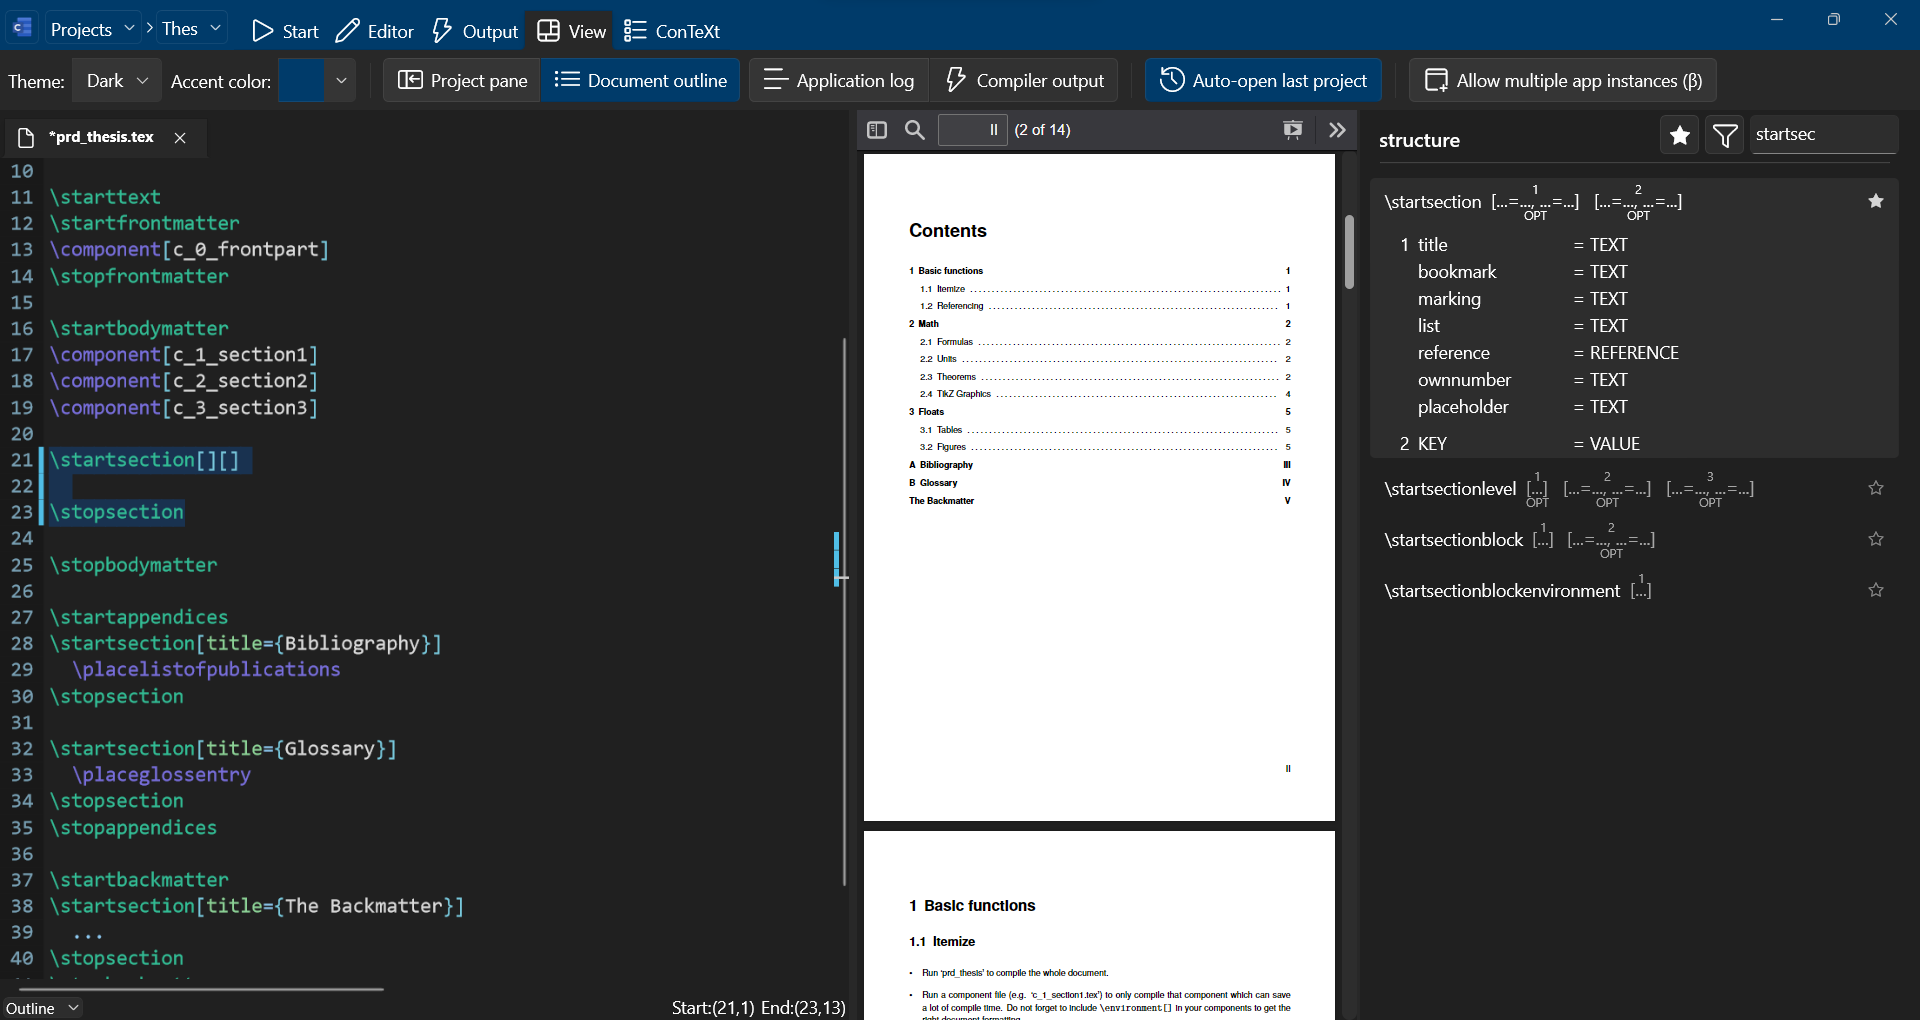 Projects > Thes Start Editor Output View ConTeXt
Theme: Dark Accent color: Project pane Document outline Application log Compiler output Auto-open last project Allow multiple app instances (β)
*prd_thesis.tex
10
11 \starttext
12 \startfrontmatter
13 \component[c_0_frontpart]
14 \stopfrontmatter
15
16 \startbodymatter
17 \component[c_1_section1]
18 \component[c_2_section2]
19 \component[c_3_section3]
20
21 \startsection[][]
22
23 \stopsection
24
25 \stopbodymatter
26
27 \startappendices
28 \startsection[title={Bibliography}]
29 \placelistofpublications
30 \stopsection
31
32 \startsection[title={Glossary}]
33 \placeglossentry
34 \stopsection
35 \stopappendices
36
37 \startbackmatter
38 \startsection[title={The Backmatter}]
39 ...
40 \stopsection
Outline Start:(21,1) End:(23,13)
II (2 of 14)
Contents
1 Basic functions 1
1.1 Itemize 1
1.2 Referencing 1
2 Math 2
2.1 Formulas 2
2.2 Units 2
2.3 Theorems 2
2.4 TikZ Graphics 4
3 Floats 5
3.1 Tables 5
3.2 Figures 5
A Bibliography III
B Glossary IV
The Backmatter V
II
1 Basic functions
1.1 Itemize
• Run 'prd_thesis' to compile the whole document.
• Run a component file (e.g. 'c_1_section1.tex') to only compile that component which can save
a lot of compile time. Do not forget to include \environment[] in your components to get the
right document formatting.
structure startsec
\startsection [...=...,...=...] [...=...,...=...]
1 2
OPT OPT
1 title = TEXT
bookmark = TEXT
marking = TEXT
list = TEXT
reference = REFERENCE
ownnumber = TEXT
placeholder = TEXT
2 KEY = VALUE
\startsectionlevel [...] [...=...,...=...] [...=...,...=...]
1 2 3
OPT OPT OPT
\startsectionblock [...] [...=...,...=...]
1 2
OPT
\startsectionblockenvironment [...]
1